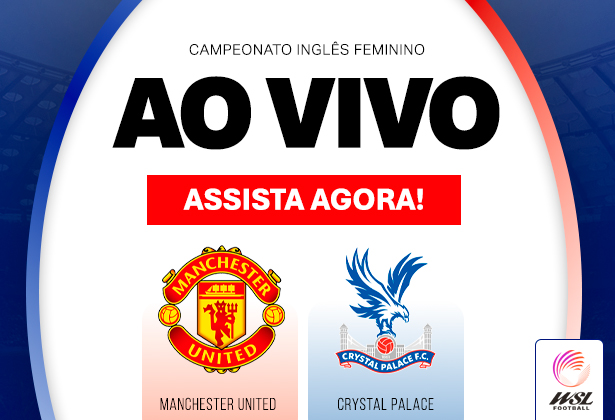 CAMPEONATO INGLÊS FEMININO
AO VIVO
ASSISTA AGORA!
MANCHESTER
UNITED
CRYSTAL PALACE F.C.
MANCHESTER UNITED
CRYSTAL PALACE
WSL
FOOTBALL